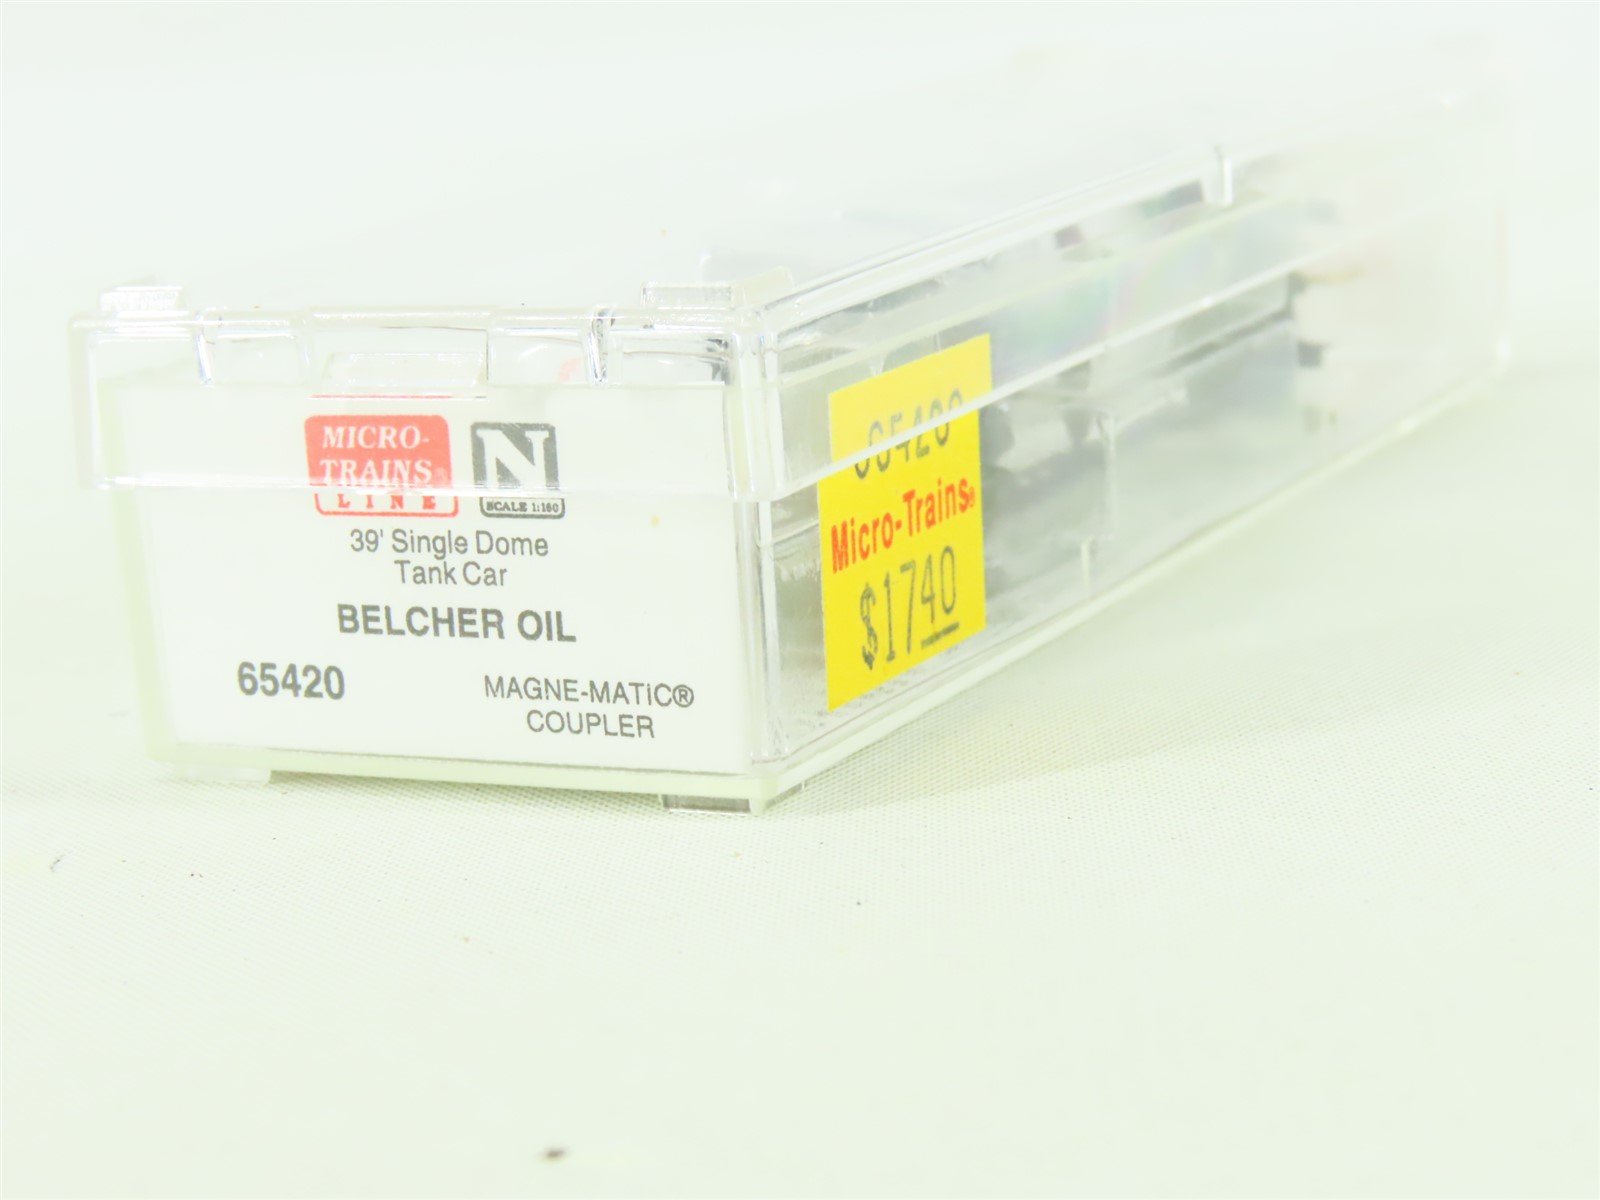 MICRO-
TRAINS®
LINE
N
SCALE 1:160
39' Single Dome
Tank Car
BELCHER OIL
65420
MAGNE-MATIC®
COUPLER
65420
Micro-Trains®
$1740